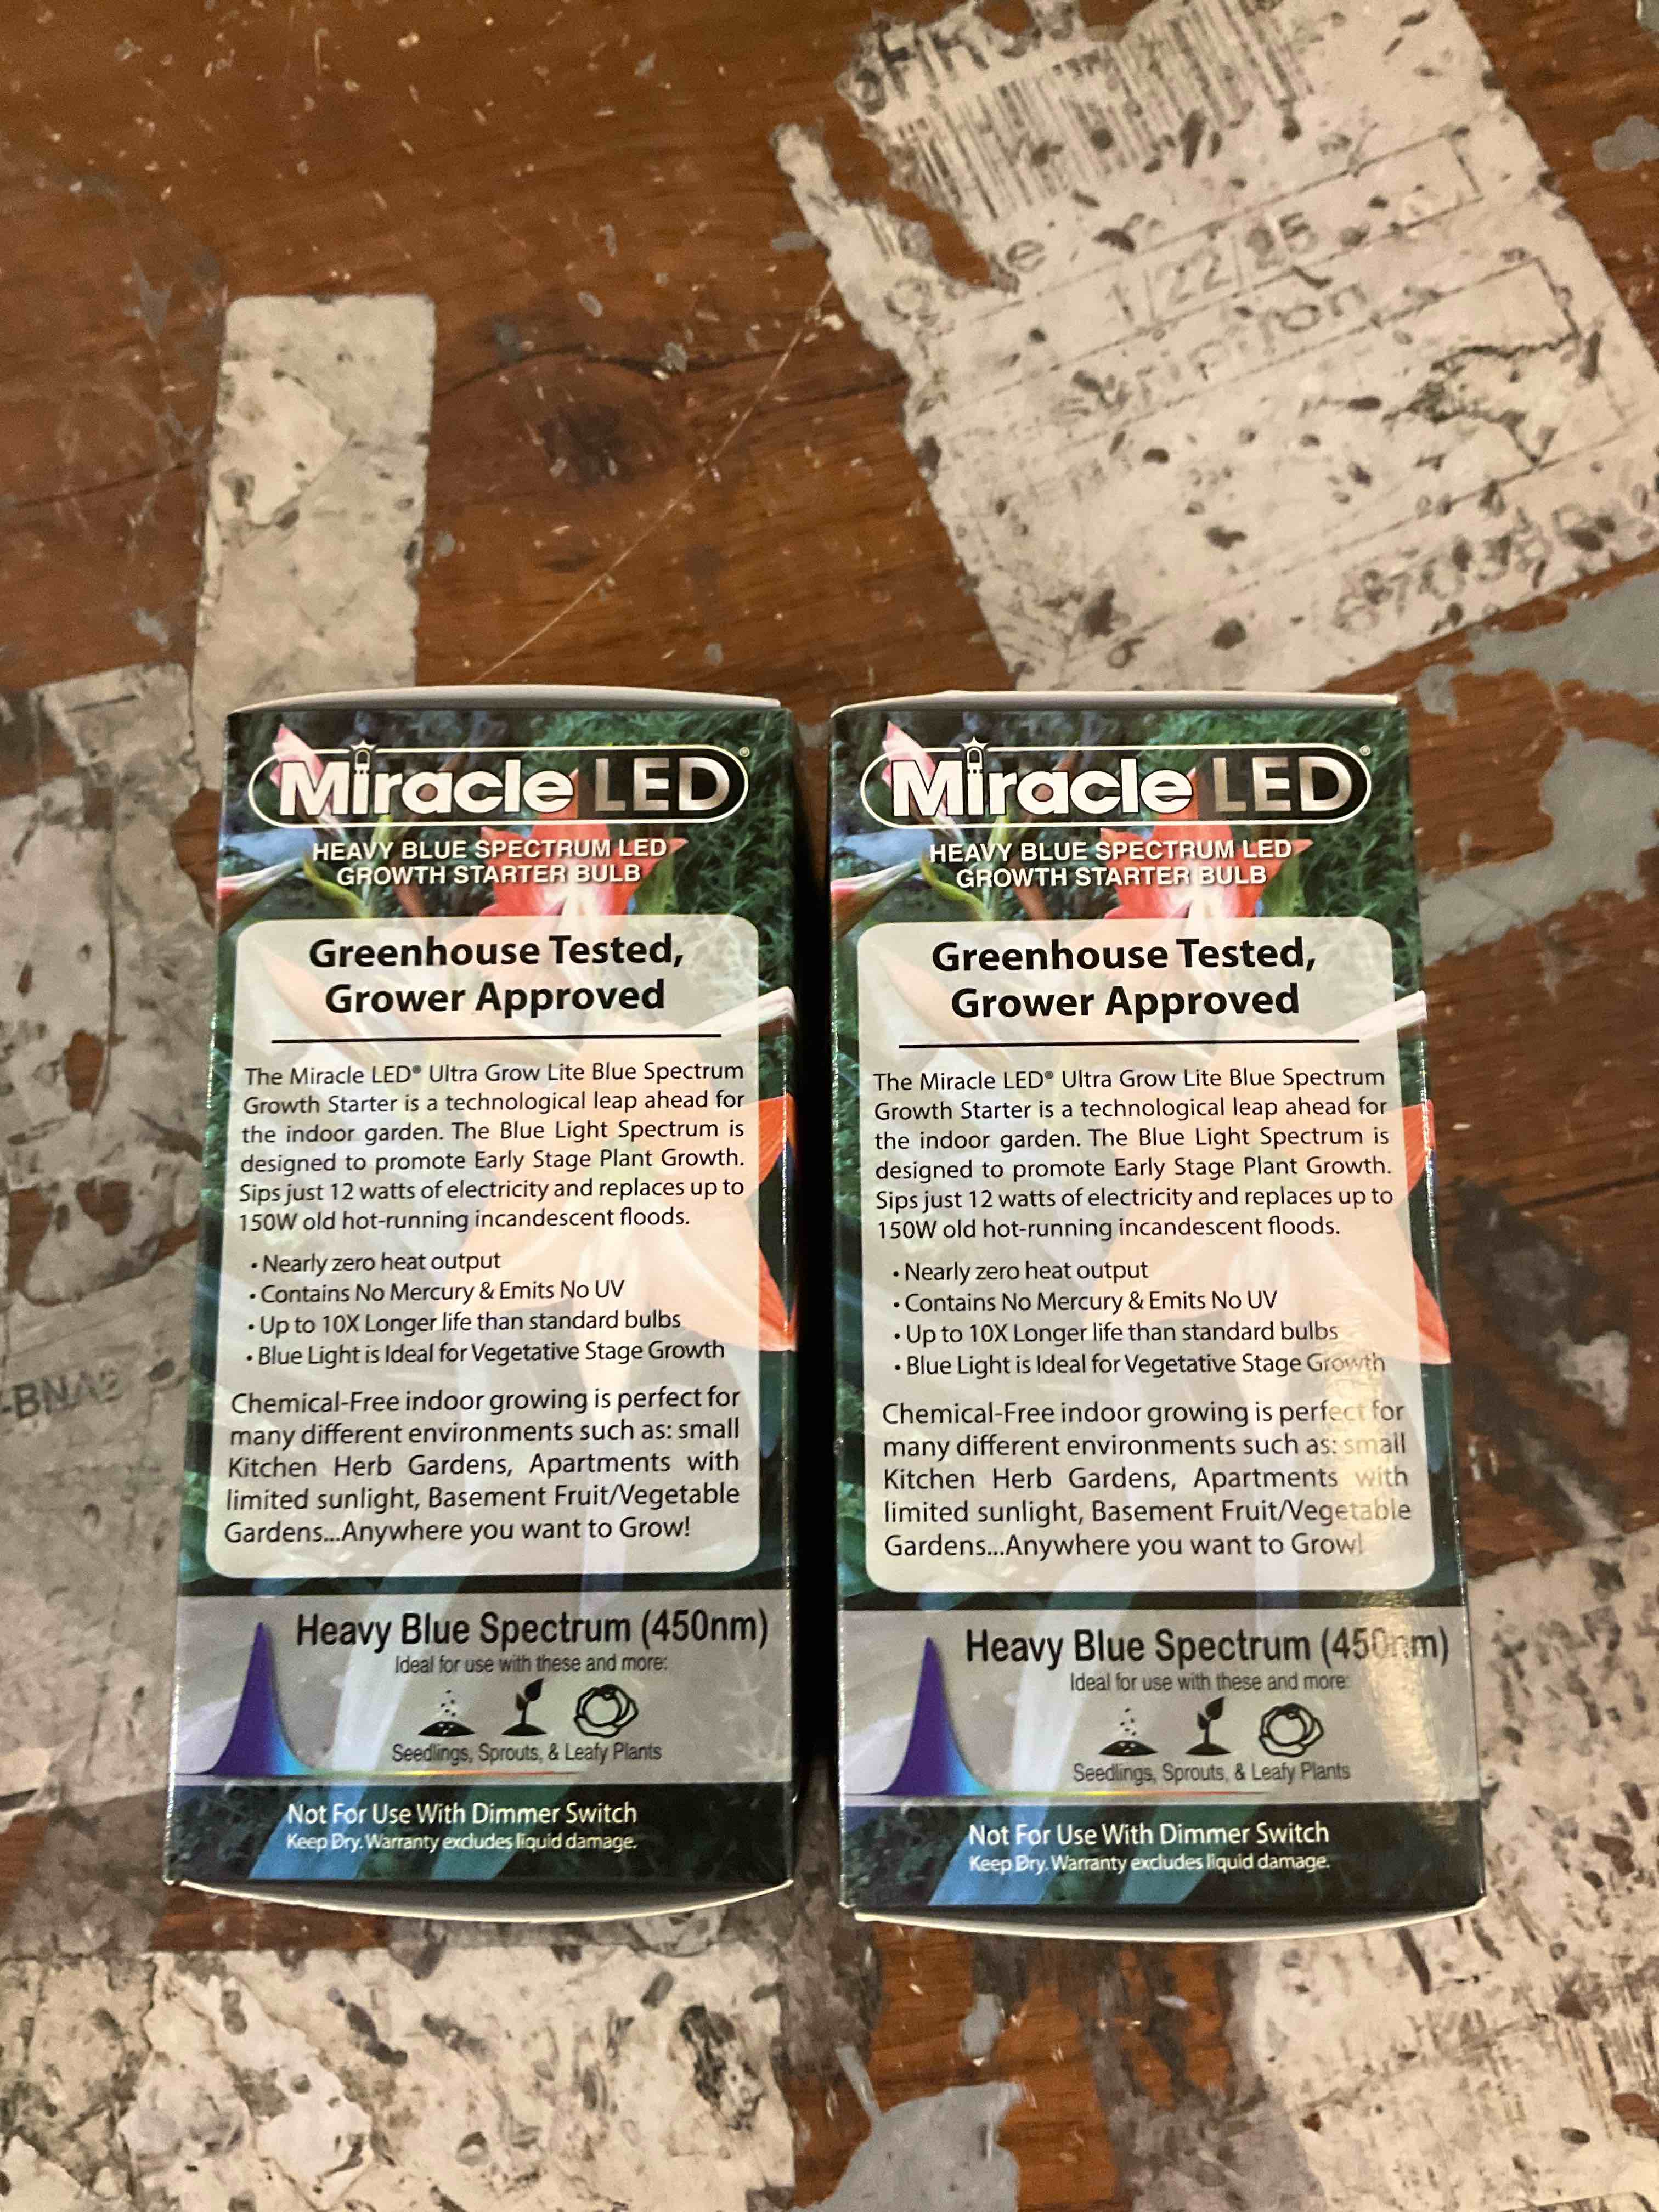 1/22/25
-BNA3
Miracle LED®
HEAVY BLUE SPECTRUM LED
GROWTH STARTER BULB
Greenhouse Tested,
Grower Approved
The Miracle LED® Ultra Grow Lite Blue Spectrum
Growth Starter is a technological leap ahead for
the indoor garden. The Blue Light Spectrum is
designed to promote Early Stage Plant Growth.
Sips just 12 watts of electricity and replaces up to
150W old hot-running incandescent floods.
• Nearly zero heat output
• Contains No Mercury & Emits No UV
• Up to 10X Longer life than standard bulbs
• Blue Light is Ideal for Vegetative Stage Growth
Chemical-Free indoor growing is perfect for
many different environments such as: small
Kitchen Herb Gardens, Apartments with
limited sunlight, Basement Fruit/Vegetable
Gardens...Anywhere you want to Grow!
Heavy Blue Spectrum (450nm)
Ideal for use with these and more:
Seedlings, Sprouts, & Leafy Plants
Not For Use With Dimmer Switch
Keep Dry. Warranty excludes liquid damage.
Miracle LED®
HEAVY BLUE SPECTRUM LED
GROWTH STARTER BULB
Greenhouse Tested,
Grower Approved
The Miracle LED® Ultra Grow Lite Blue Spectrum
Growth Starter is a technological leap ahead for
the indoor garden. The Blue Light Spectrum is
designed to promote Early Stage Plant Growth.
Sips just 12 watts of electricity and replaces up to
150W old hot-running incandescent floods.
• Nearly zero heat output
• Contains No Mercury & Emits No UV
• Up to 10X Longer life than standard bulbs
• Blue Light is Ideal for Vegetative Stage Growth
Chemical-Free indoor growing is perfect for
many different environments such as: small
Kitchen Herb Gardens, Apartments with
limited sunlight, Basement Fruit/Vegetable
Gardens...Anywhere you want to Grow!
Heavy Blue Spectrum (450nm)
Ideal for use with these and more:
Seedlings, Sprouts, & Leafy Plants
Not For Use With Dimmer Switch
Keep Dry. Warranty excludes liquid damage.